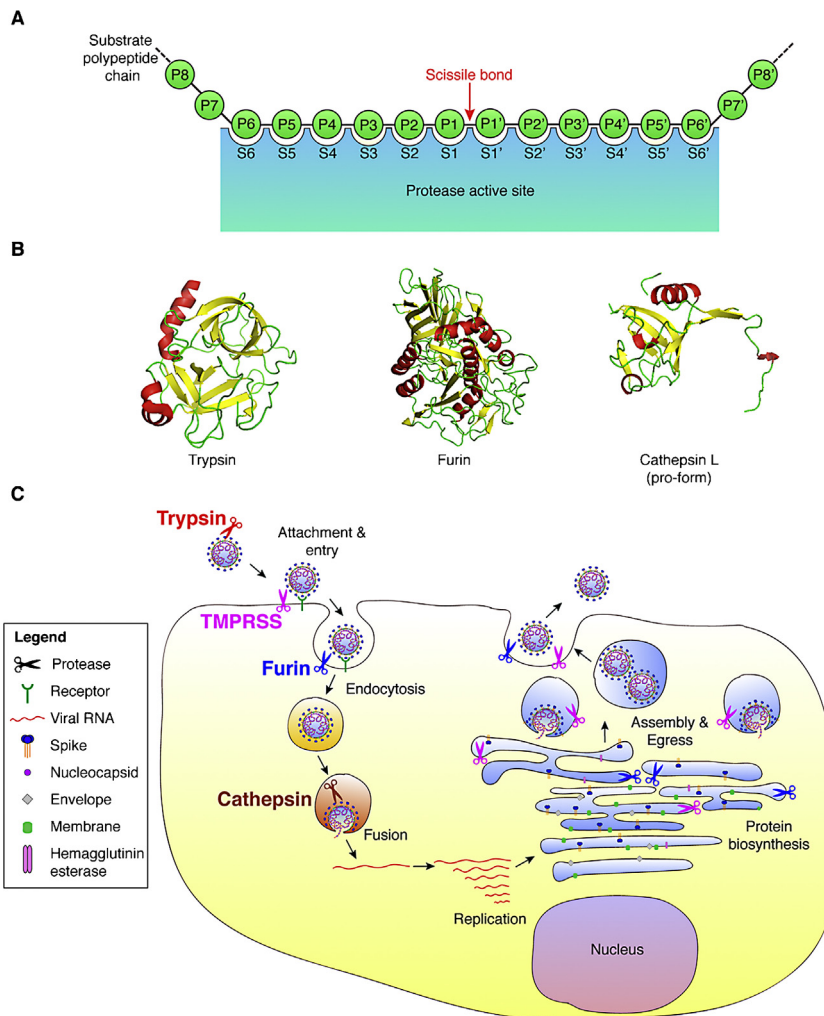 A
Substrate
polypeptide
chain
Scissile bond
P8 P7 P6 P5 P4 P3 P2 P1 P1' P2' P3' P4' P5' P6' P7' P8'
S6 S5 S4 S3 S2 S1 S1' S2' S3' S4' S5' S6'
Protease active site
B
Trypsin
Furin
Cathepsin L
(pro-form)
C
Trypsin
Attachment &
entry
TMPRSS
Furin
Endocytosis
Cathepsin
Fusion
Replication
Assembly &
Egress
Protein
biosynthesis
Nucleus
Legend
Protease
Receptor
Viral RNA
Spike
Nucleocapsid
Envelope
Membrane
Hemagglutinin
esterase